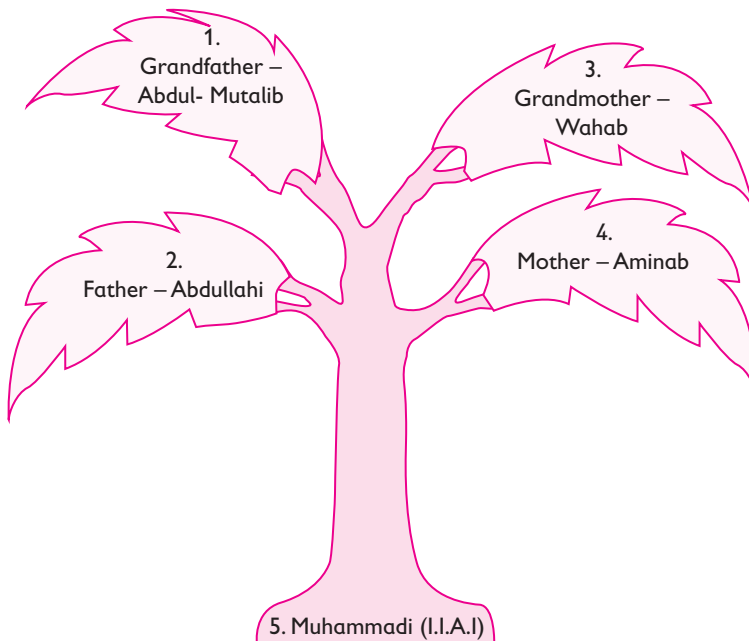 1.
Grandfather –
Abdul- Mutalib
2.
Father – Abdullahi
3.
Grandmother –
Wahab
4.
Mother – Aminab
5. Muhammadi (I.I.A.I)